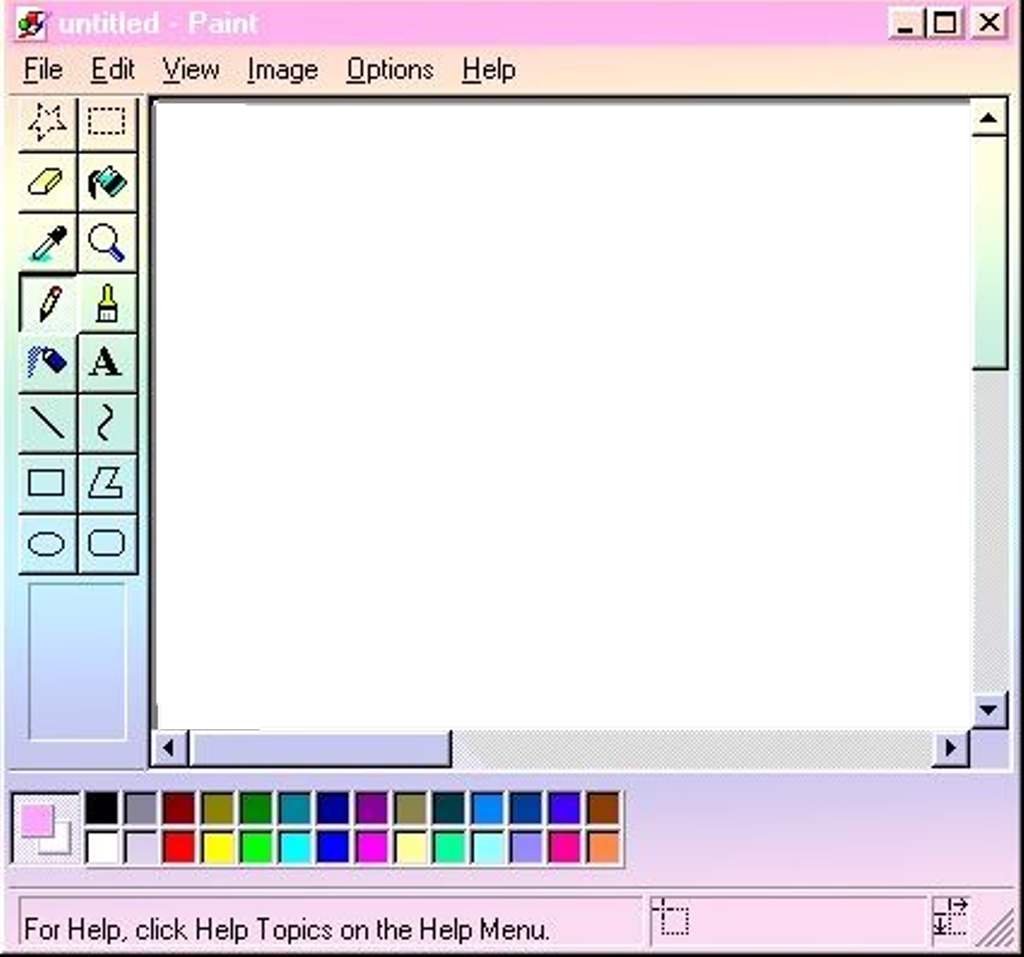 untitled - Paint
File Edit View Image Options Help
A
For Help, click Help Topics on the Help Menu.